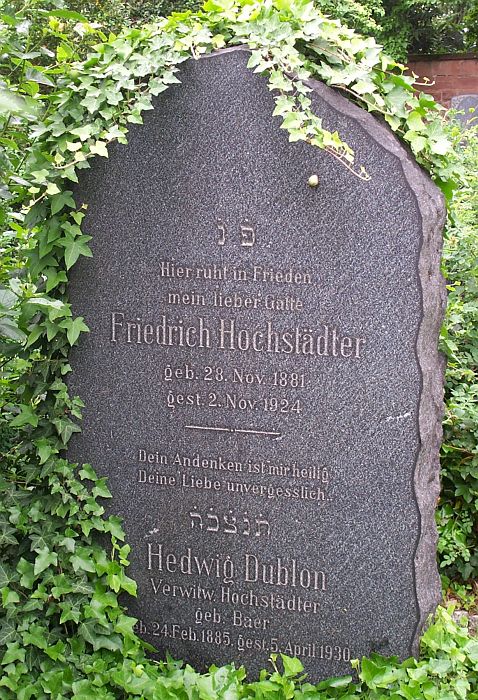 פ נ
Hier ruht in Frieden
mein lieber Gatte
Friedrich Hochstädter
geb. 28. Nov. 1881
gest. 2. Nov. 1924
Dein Andenken ist mir heilig
Deine Liebe unvergesslich.
תנצבה
Hedwig Dublon
Verwitw. Hochstädter
geb. Baer
24. Feb. 1885. gest. 5. April 1930.